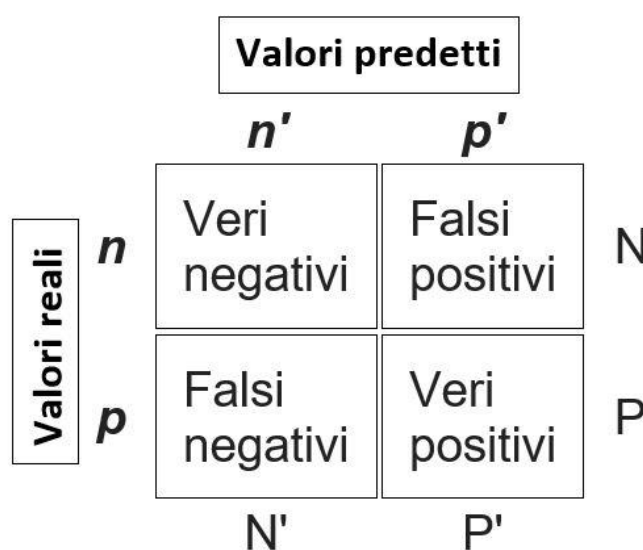 Valori predetti
n' p'
Valori reali
n
Veri
negativi
Falsi
positivi
N
p
Falsi
negativi
Veri
positivi
P
N' P'